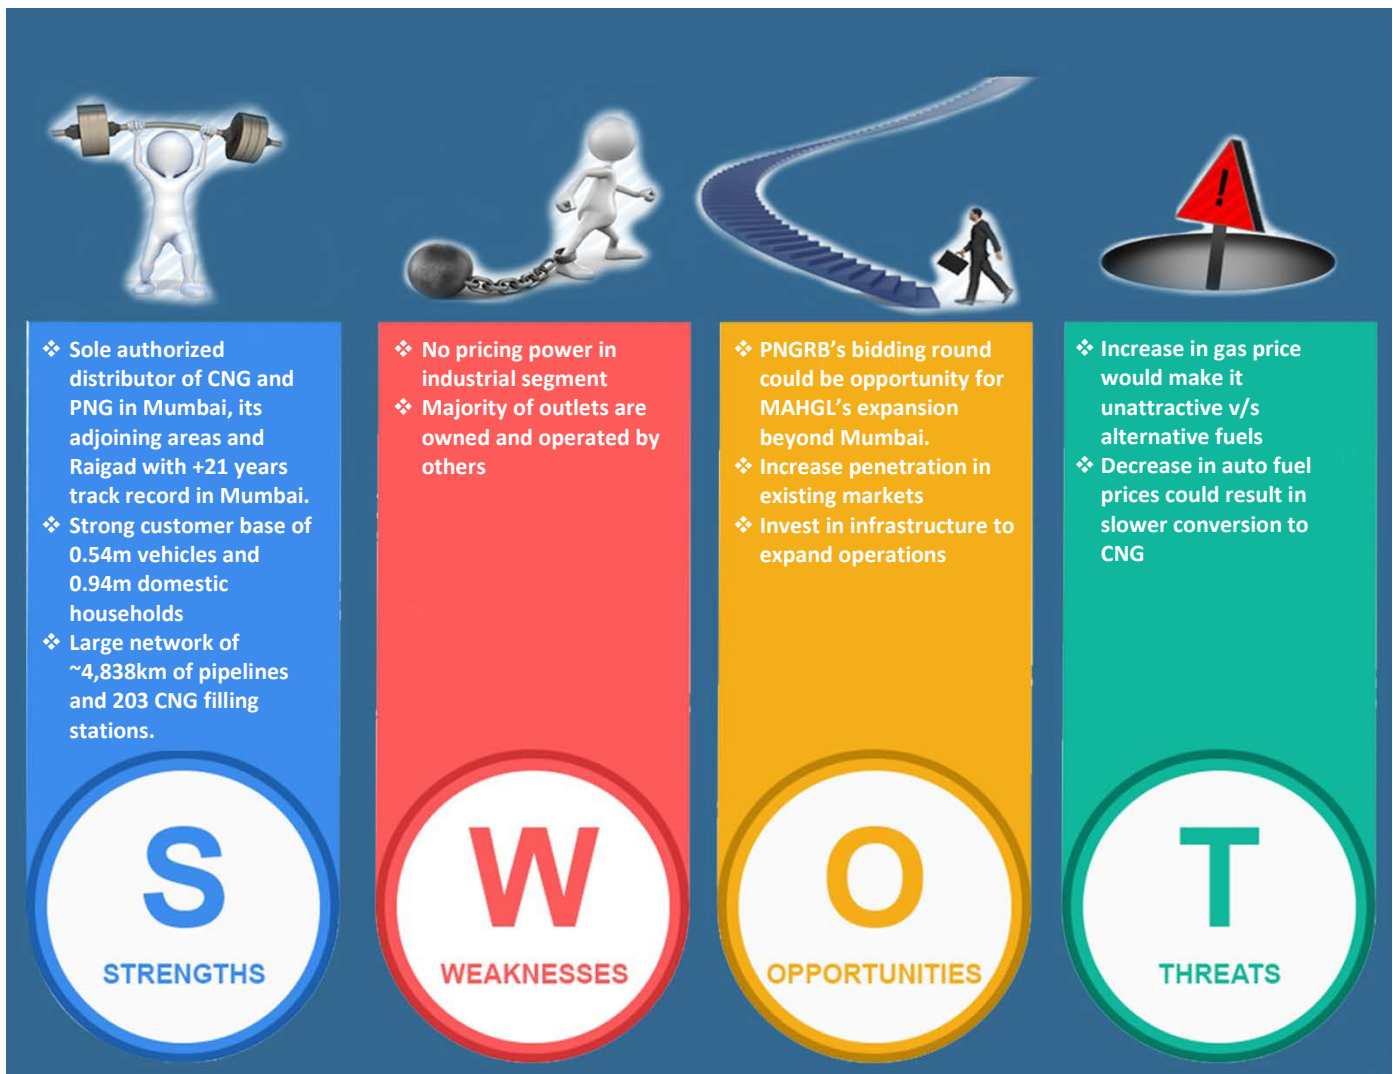 ❖ Sole authorized
distributor of CNG and
PNG in Mumbai, its
adjoining areas and
Raigad with +21 years
track record in Mumbai.
❖ Strong customer base of
0.54m vehicles and
0.94m domestic
households
❖ Large network of
~4,838km of pipelines
and 203 CNG filling
stations.
S
STRENGTHS
❖ No pricing power in
industrial segment
❖ Majority of outlets are
owned and operated by
others
W
WEAKNESSES
❖ PNGRB’s bidding round
could be opportunity for
MAHGL’s expansion
beyond Mumbai.
❖ Increase penetration in
existing markets
❖ Invest in infrastructure to
expand operations
O
OPPORTUNITIES
!
❖ Increase in gas price
would make it
unattractive v/s
alternative fuels
❖ Decrease in auto fuel
prices could result in
slower conversion to
CNG
T
THREATS